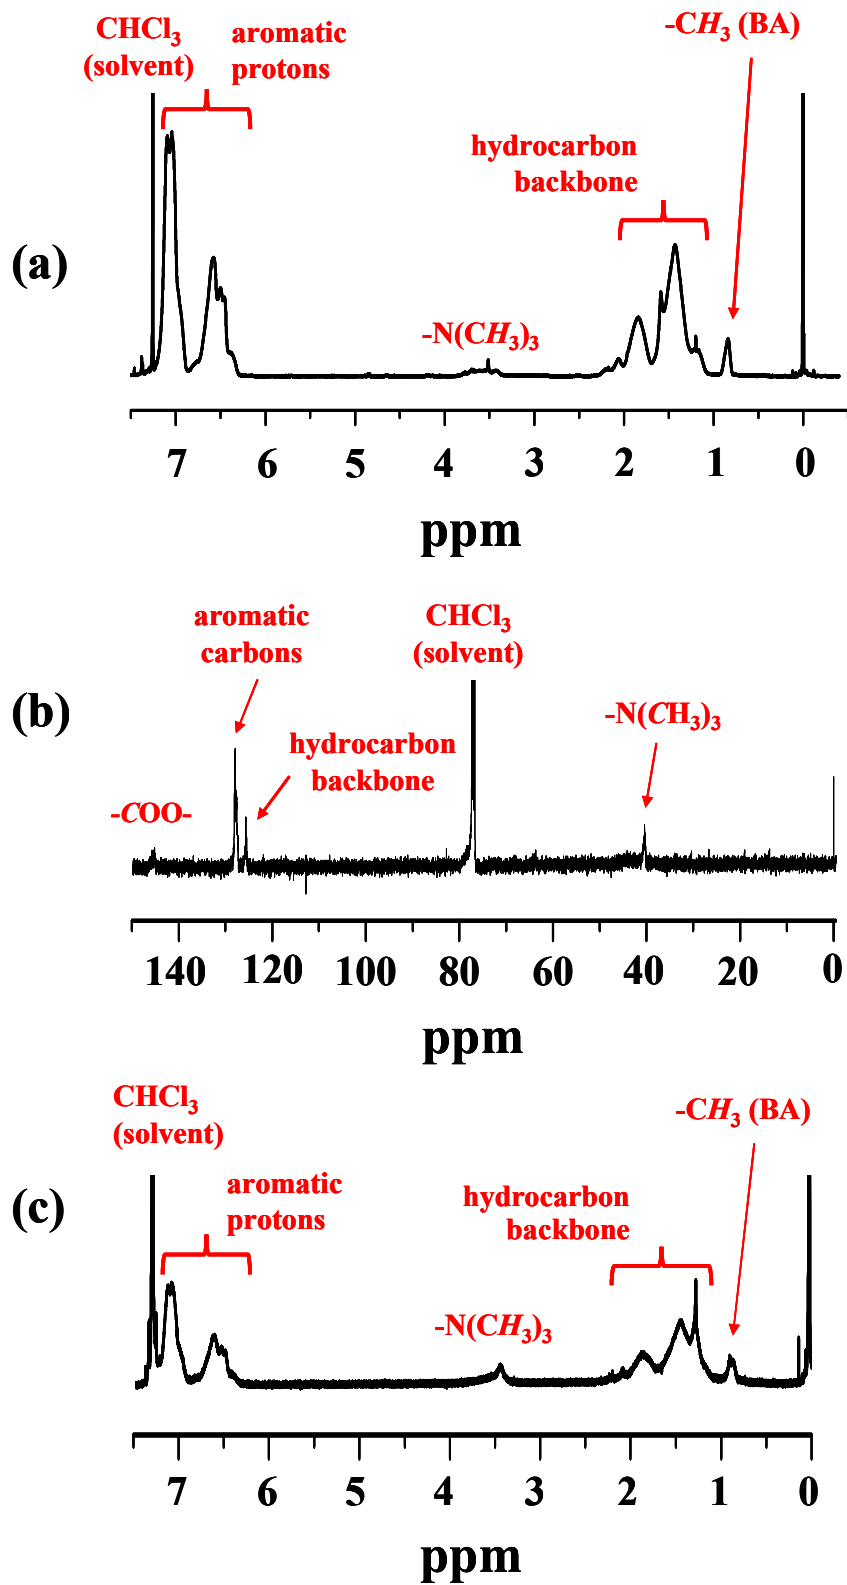 CHCl₃
(solvent)
aromatic
protons
-CH₃ (BA)
hydrocarbon
backbone
(a)
-N(CH₃)₃
7 6 5 4 3 2 1 0
ppm
aromatic
carbons
CHCl₃
(solvent)
(b)
-N(CH₃)₃
hydrocarbon
backbone
-COO-
140 120 100 80 60 40 20 0
ppm
CHCl₃
(solvent)
-CH₃ (BA)
aromatic
protons
hydrocarbon
backbone
(c)
-N(CH₃)₃
7 6 5 4 3 2 1 0
ppm